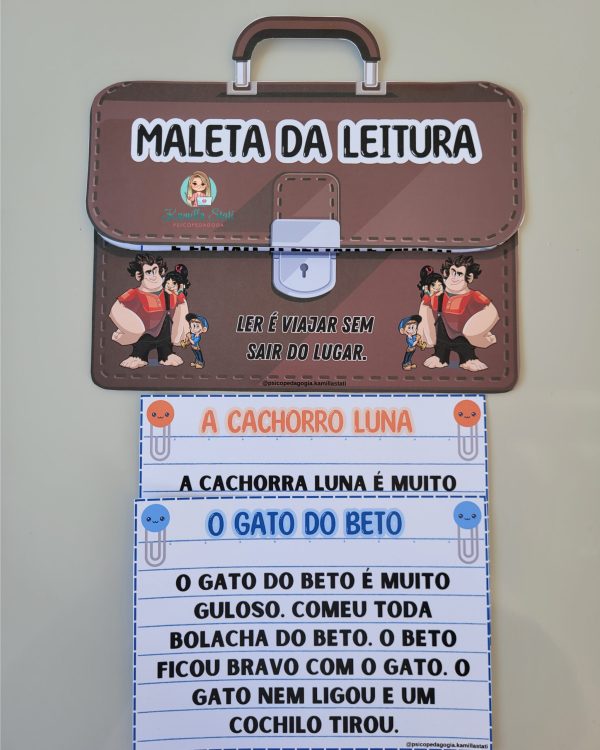 MALETA DA LEITURA
Kamilla Stati
PSICOPEDAGOGA
LER É VIAJAR SEM
SAIR DO LUGAR.
@psicopedagogia.kamillastati
A CACHORRO LUNA
A CACHORRA LUNA É MUITO
O GATO DO BETO
O GATO DO BETO É MUITO
GULOSO. COMEU TODA
BOLACHA DO BETO. O BETO
FICOU BRAVO COM O GATO. O
GATO NEM LIGOU E UM
COCHILO TIROU.
@psicopedagogia.kamillastati